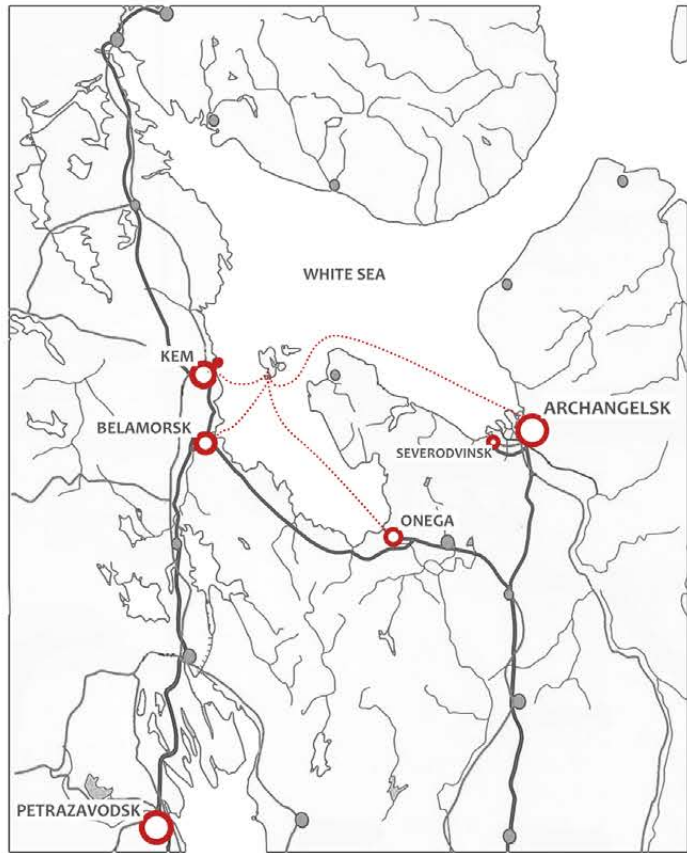 WHITE SEA
KEM
ARCHANGELSK
BELAMORSK
SEVERODVINSK
ONEGA
PETRAZAVODSK